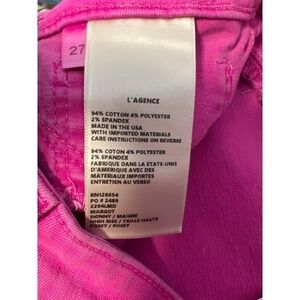 27
L'AGENCE
94% COTTON 4% POLYESTER
2% SPANDEX
MADE IN THE USA
WITH IMPORTED MATERIALS
CARE INSTRUCTIONS ON REVERSE
94% COTTON 4% POLYESTER
2% SPANDEX
FABRIQUE DANS LA ETATS-UNIS
D'AMERIQUE AVEC DES
MATERIAUX IMPORTES
ENTRETIEN AU VERSO
RN126654
PO # 2489
2294LMD
MARGOT
SKINNY / MAIGRE
HIGH RISE / TAILLE HAUTE
POSEY / POSEY